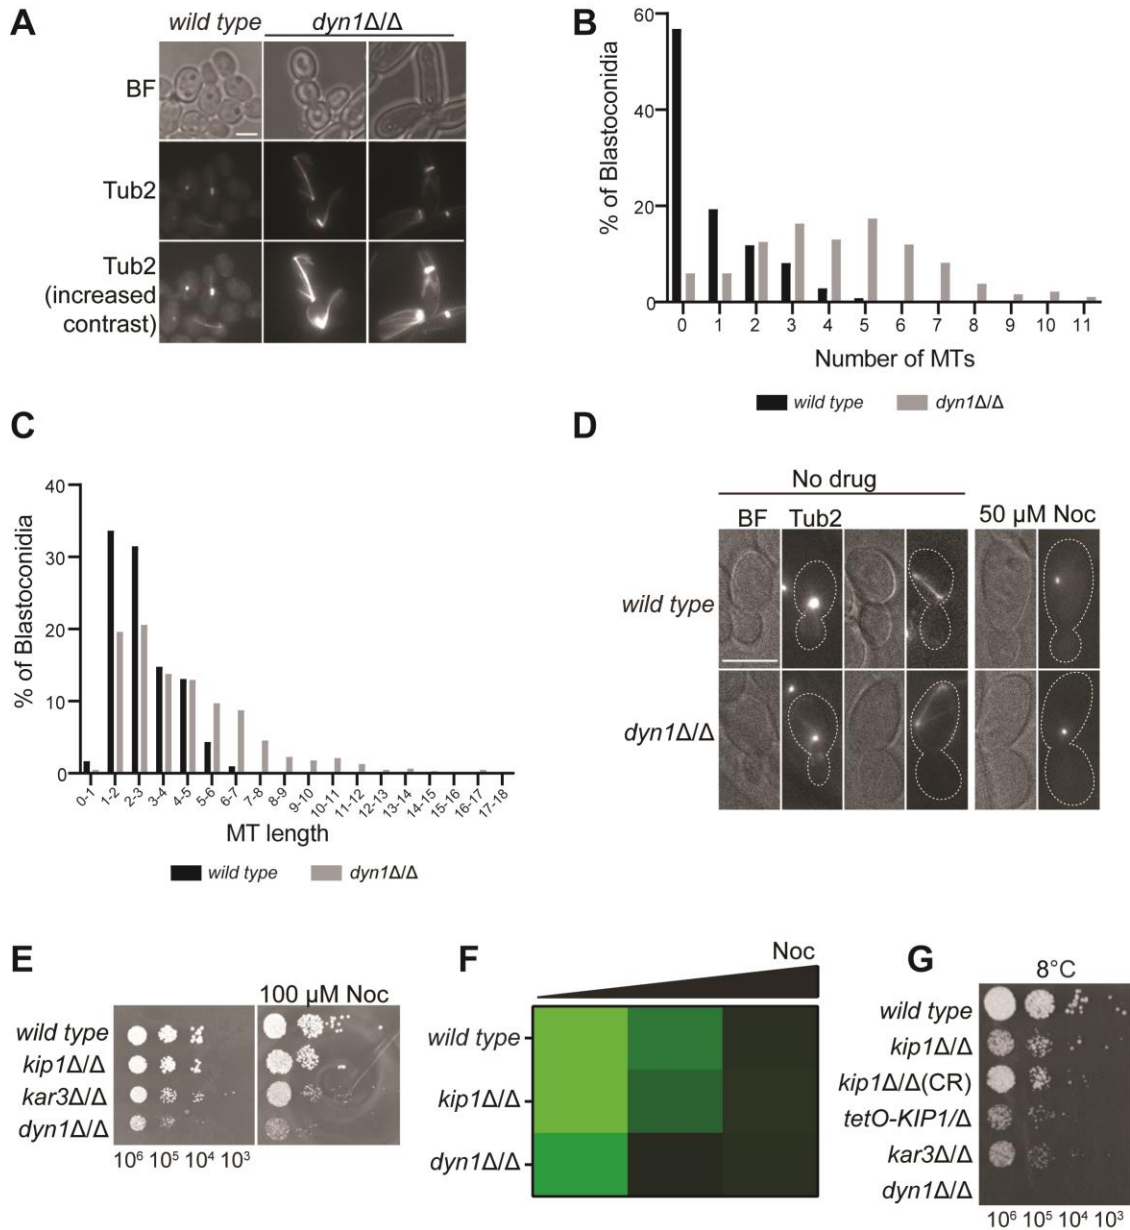 A
wild type dyn1Δ/Δ
BF
Tub2
Tub2
(increased
contrast)
B
% of Blastoconidia
60
40
20
0
0 1 2 3 4 5 6 7 8 9 10 11
Number of MTs
wild type dyn1Δ/Δ
C
% of Blastoconidia
40
30
20
10
0
0-1 1-2 2-3 3-4 4-5 5-6 6-7 7-8 8-9 8-10 10-11 11-12 12-13 13-14 14-15 15-16 16-17 17-18
MT length
wild type dyn1Δ/Δ
D
No drug
BF Tub2 50 µM Noc
wild type
dyn1Δ/Δ
E
100 µM Noc
wild type
kip1Δ/Δ
kar3Δ/Δ
dyn1Δ/Δ
10⁶ 10⁵ 10⁴ 10³
F
Noc
wild type
kip1Δ/Δ
dyn1Δ/Δ
G
8°C
wild type
kip1Δ/Δ
kip1Δ/Δ(CR)
tetO-KIP1/Δ
kar3Δ/Δ
dyn1Δ/Δ
10⁶ 10⁵ 10⁴ 10³